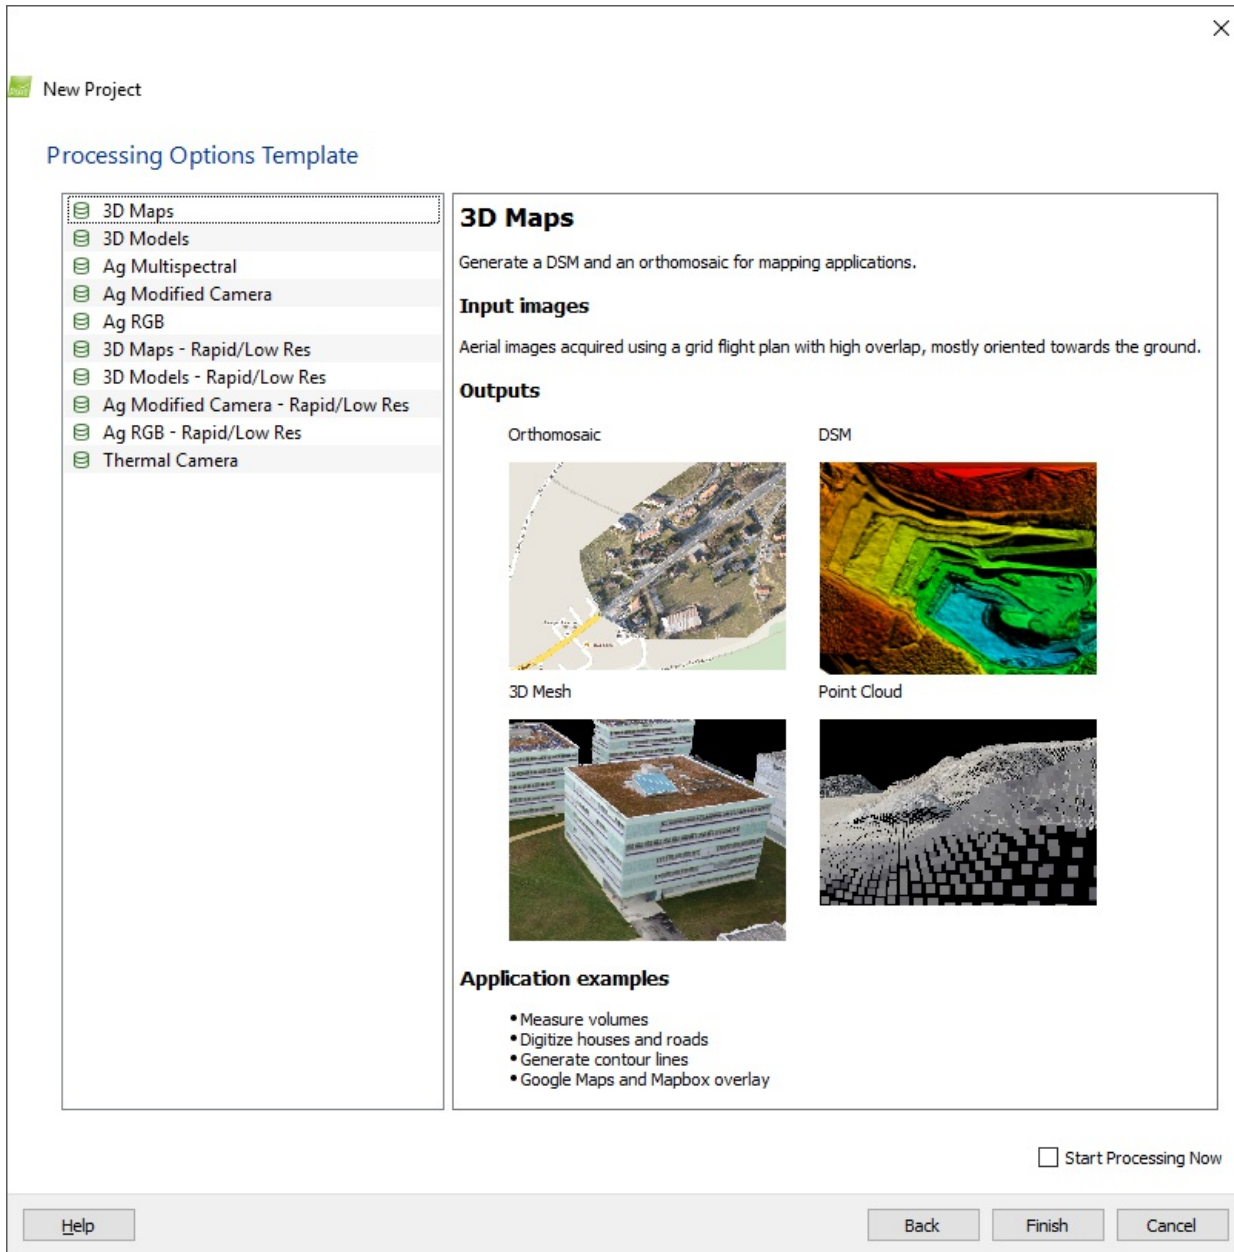 New Project
Processing Options Template
3D Maps
3D Models
Ag Multispectral
Ag Modified Camera
Ag RGB
3D Maps - Rapid/Low Res
3D Models - Rapid/Low Res
Ag Modified Camera - Rapid/Low Res
Ag RGB - Rapid/Low Res
Thermal Camera
3D Maps
Generate a DSM and an orthomosaic for mapping applications.
Input images
Aerial images acquired using a grid flight plan with high overlap, mostly oriented towards the ground.
Outputs
Orthomosaic
DSM
3D Mesh
Point Cloud
Application examples
• Measure volumes
• Digitize houses and roads
• Generate contour lines
• Google Maps and Mapbox overlay
Start Processing Now
Help
Back
Finish
Cancel